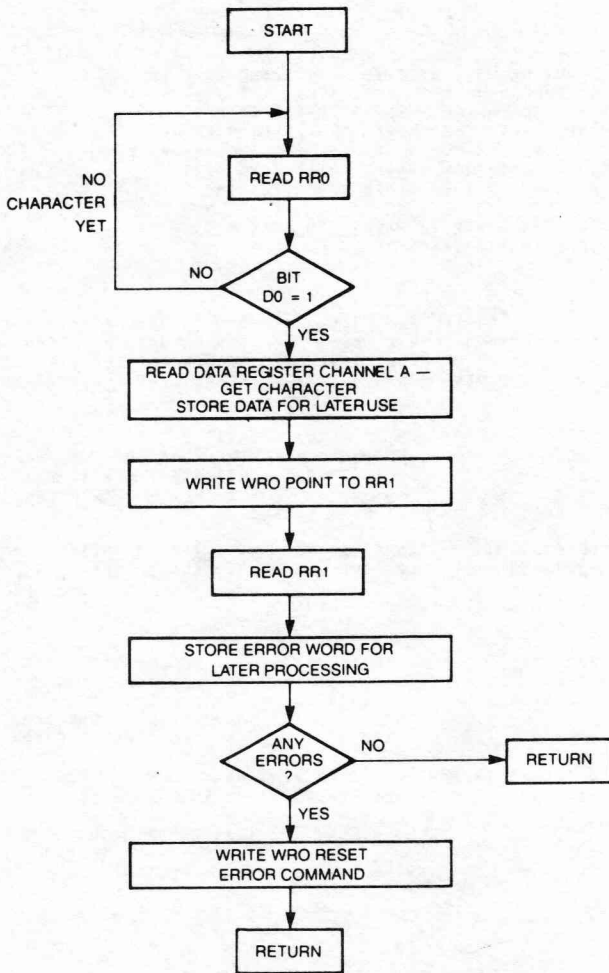 START
READ RR0
NO
CHARACTER
YET
NO
BIT
D0 = 1
YES
READ DATA REGISTER CHANNEL A —
GET CHARACTER
STORE DATA FOR LATER USE
WRITE WRO POINT TO RR1
READ RR1
STORE ERROR WORD FOR
LATER PROCESSING
ANY
ERRORS
?
NO
RETURN
YES
WRITE WRO RESET
ERROR COMMAND
RETURN